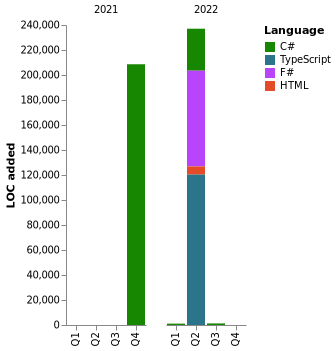 2021 2022
Language
C#
TypeScript
F#
HTML
LOC added
240,000
220,000
200,000
180,000
160,000
140,000
120,000
100,000
80,000
60,000
40,000
20,000
0
Q1 Q2 Q3 Q4 Q1 Q2 Q3 Q4